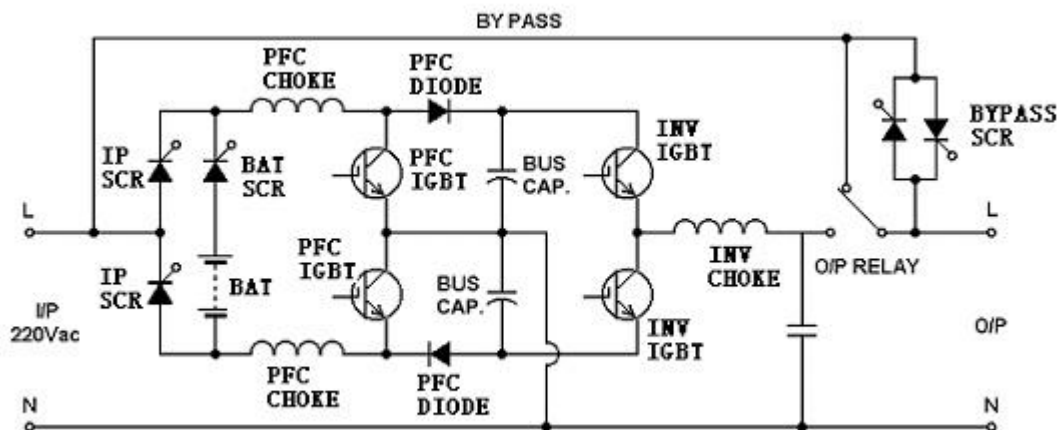 BY PASS
PFC
CHOKE
PFC
DIODE
BYPASS
SCR
IP
SCR
BAT
SCR
PFC
IGBT
BUS
CAP.
INV
IGBT
L
L
PFC
IGBT
INV
CHOKE
O/P RELAY
IP
SCR
BAT
BUS
CAP.
I/P
220Vac
INV
IGBT
O/P
PFC
CHOKE
PFC
DIODE
N
N